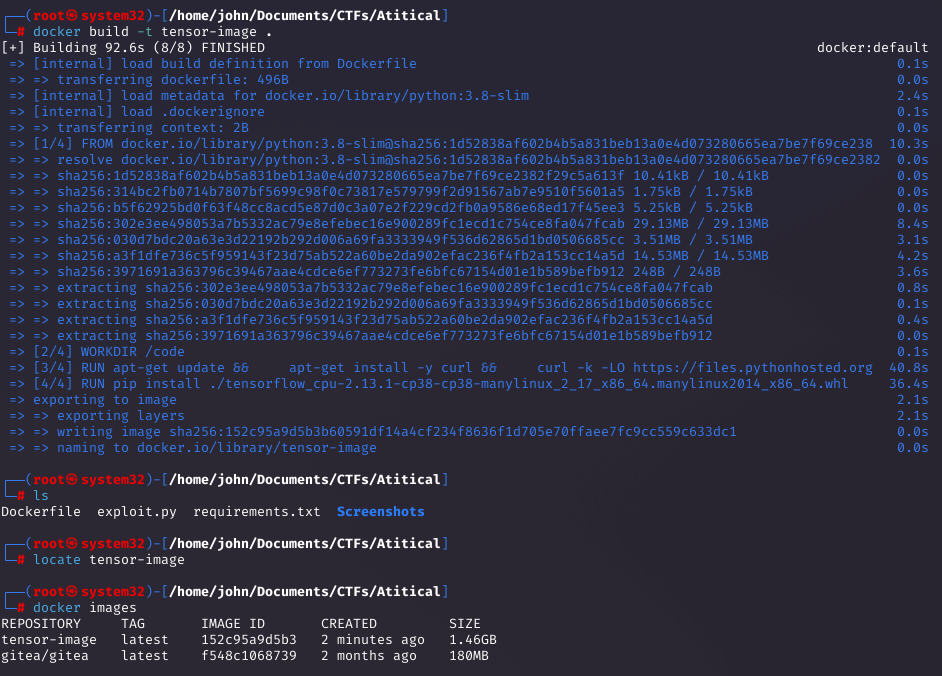 ┌──(root㉿system32)-[/home/john/Documents/CTFs/Atitical]
└─# docker build -t tensor-image .
[+] Building 92.6s (8/8) FINISHED docker:default
=> [internal] load build definition from Dockerfile 0.1s
=> => transferring dockerfile: 496B 0.0s
=> [internal] load metadata for docker.io/library/python:3.8-slim 2.4s
=> [internal] load .dockerignore 0.1s
=> => transferring context: 2B 0.0s
=> [1/4] FROM docker.io/library/python:3.8-slim@sha256:1d52838af602b4b5a831beb13a0e4d073280665ea7be7f69ce238 10.3s
=> => resolve docker.io/library/python:3.8-slim@sha256:1d52838af602b4b5a831beb13a0e4d073280665ea7be7f69ce2382 0.0s
=> => sha256:1d52838af602b4b5a831beb13a0e4d073280665ea7be7f69ce2382f29c5a613f 10.41kB / 10.41kB 0.0s
=> => sha256:314bc2fb0714b7807bf5699c98f0c73817e579799f2d91567ab7e9510f5601a5 1.75kB / 1.75kB 0.0s
=> => sha256:b5f62925bd0f63f48cc8acd5e87d0c3a07e2f229cd2fb0a9586e68ed17f45ee3 5.25kB / 5.25kB 0.0s
=> => sha256:302e3ee498053a7b5332ac79e8efebec16e900289fc1ecd1c754ce8fa047fcab 29.13MB / 29.13MB 8.4s
=> => sha256:030d7bdc20a63e3d22192b292d006a69fa3333949f536d62865d1bd0506685cc 3.51MB / 3.51MB 3.1s
=> => sha256:a3f1dfe736c5f959143f23d75ab522a60be2da902efac236f4fb2a153cc14a5d 14.53MB / 14.53MB 4.2s
=> => sha256:3971691a363796c39467aae4cdce6ef773273fe6bfc67154d01e1b589befb912 248B / 248B 3.6s
=> => extracting sha256:302e3ee498053a7b5332ac79e8efebec16e900289fc1ecd1c754ce8fa047fcab 0.8s
=> => extracting sha256:030d7bdc20a63e3d22192b292d006a69fa3333949f536d62865d1bd0506685cc 0.1s
=> => extracting sha256:a3f1dfe736c5f959143f23d75ab522a60be2da902efac236f4fb2a153cc14a5d 0.4s
=> => extracting sha256:3971691a363796c39467aae4cdce6ef773273fe6bfc67154d01e1b589befb912 0.0s
=> [2/4] WORKDIR /code 0.1s
=> [3/4] RUN apt-get update && apt-get install -y curl && curl -k -LO https://files.pythonhosted.org 40.8s
=> [4/4] RUN pip install ./tensorflow_cpu-2.13.1-cp38-cp38-manylinux_2_17_x86_64.manylinux2014_x86_64.whl 36.4s
=> exporting to image 2.1s
=> => exporting layers 2.1s
=> => writing image sha256:152c95a9d5b3b60591df14a4cf234f8636f1d705e70ffaee7fc9cc559c633dc1 0.0s
=> => naming to docker.io/library/tensor-image 0.0s
┌──(root㉿system32)-[/home/john/Documents/CTFs/Atitical]
└─# ls
Dockerfile exploit.py requirements.txt Screenshots
┌──(root㉿system32)-[/home/john/Documents/CTFs/Atitical]
└─# locate tensor-image
┌──(root㉿system32)-[/home/john/Documents/CTFs/Atitical]
└─# docker images
REPOSITORY TAG IMAGE ID CREATED SIZE
tensor-image latest 152c95a9d5b3 2 minutes ago 1.46GB
gitea/gitea latest f548c1068739 2 months ago 180MB